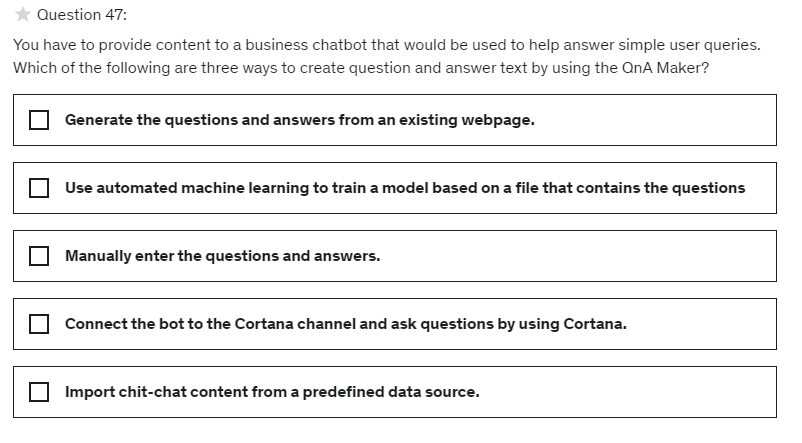 Question 47:
You have to provide content to a business chatbot that would be used to help answer simple user queries.
Which of the following are three ways to create question and answer text by using the QnA Maker?
Generate the questions and answers from an existing webpage.
Use automated machine learning to train a model based on a file that contains the questions
Manually enter the questions and answers.
Connect the bot to the Cortana channel and ask questions by using Cortana.
Import chit-chat content from a predefined data source.